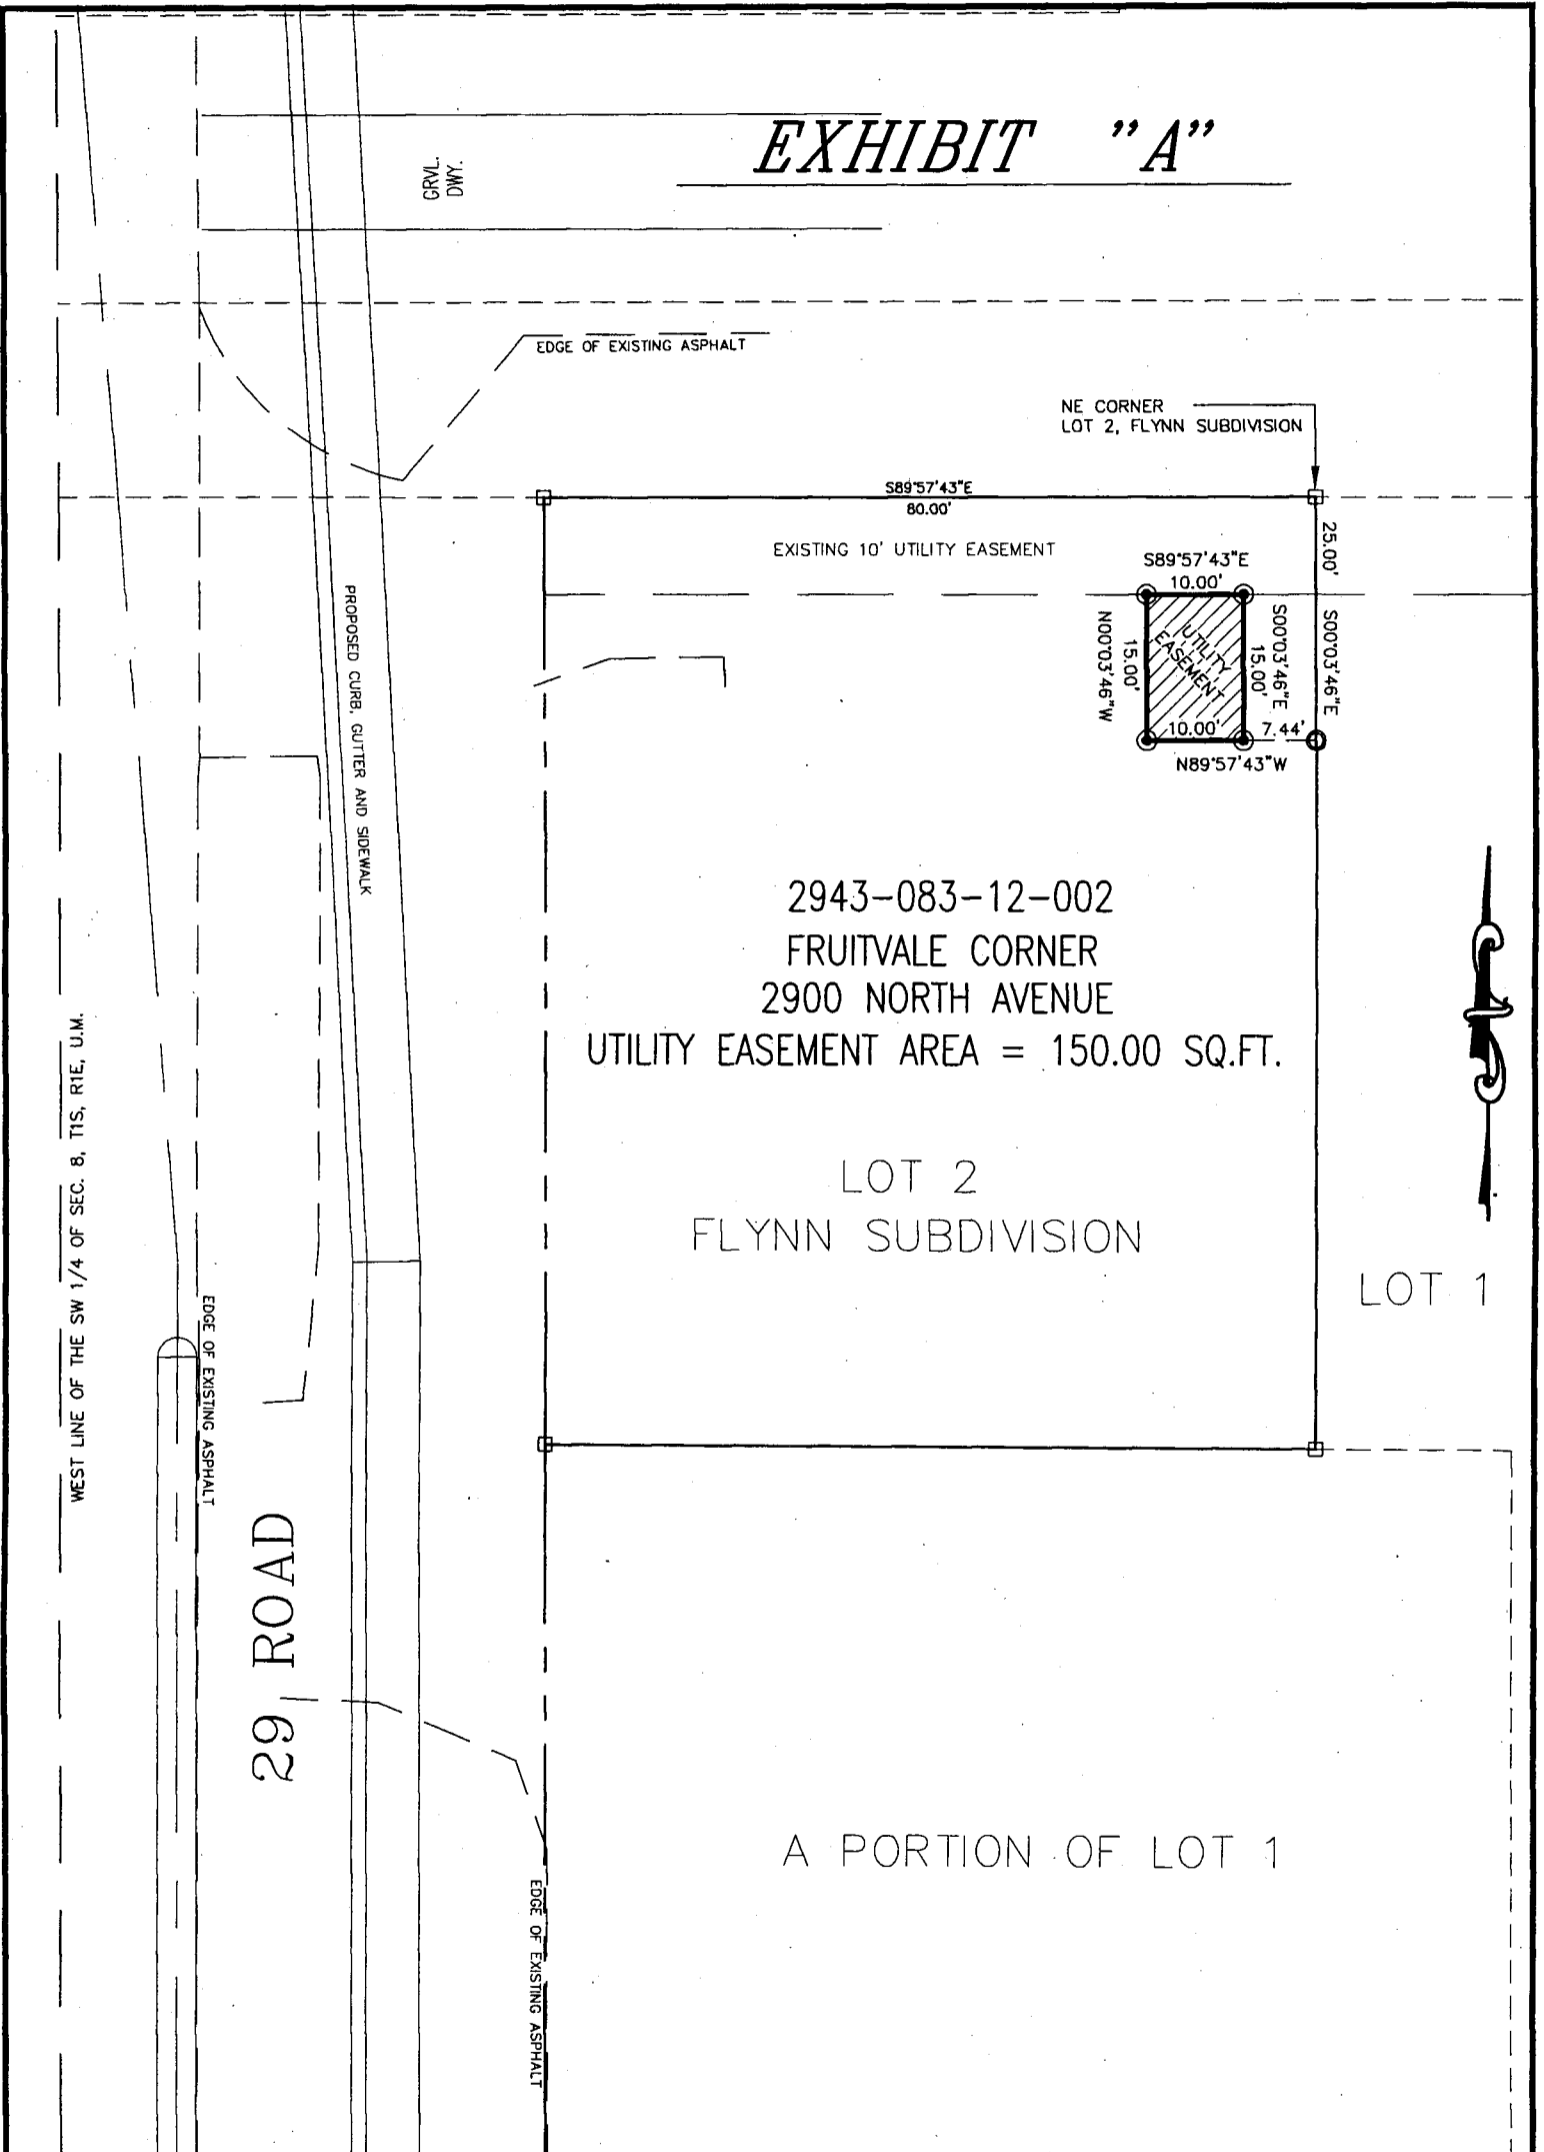 EXHIBIT "A"
GRVL.
DWY.
EDGE OF EXISTING ASPHALT
NE CORNER
LOT 2, FLYNN SUBDIVISION
S89°57'43"E
80.00'
25.00'
EXISTING 10' UTILITY EASEMENT
S89°57'43"E
10.00'
N00°03'46"W
15.00'
UTILITY
EASEMENT
S00°03'46"E
15.00'
S00°03'46"E
10.00'
7.44'
N89°57'43"W
PROPOSED CURB, GUTTER AND SIDEWALK
2943-083-12-002
FRUITVALE CORNER
2900 NORTH AVENUE
UTILITY EASEMENT AREA = 150.00 SQ.FT.
LOT 2
FLYNN SUBDIVISION
LOT 1
WEST LINE OF THE SW 1/4 OF SEC. 8, T1S, R1E, U.M.
EDGE OF EXISTING ASPHALT
29 ROAD
A PORTION OF LOT 1
EDGE OF EXISTING ASPHALT